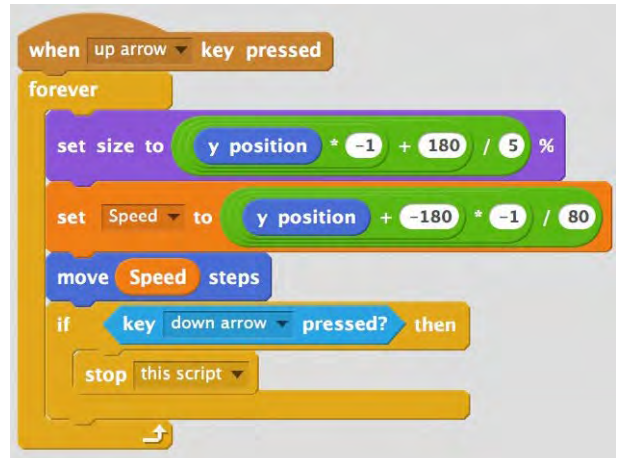 when up arrow key pressed
forever
set size to y position * -1 + 180 / 5 %
set Speed to y position + -180 * -1 / 80
move Speed steps
if key down arrow pressed? then
stop this script